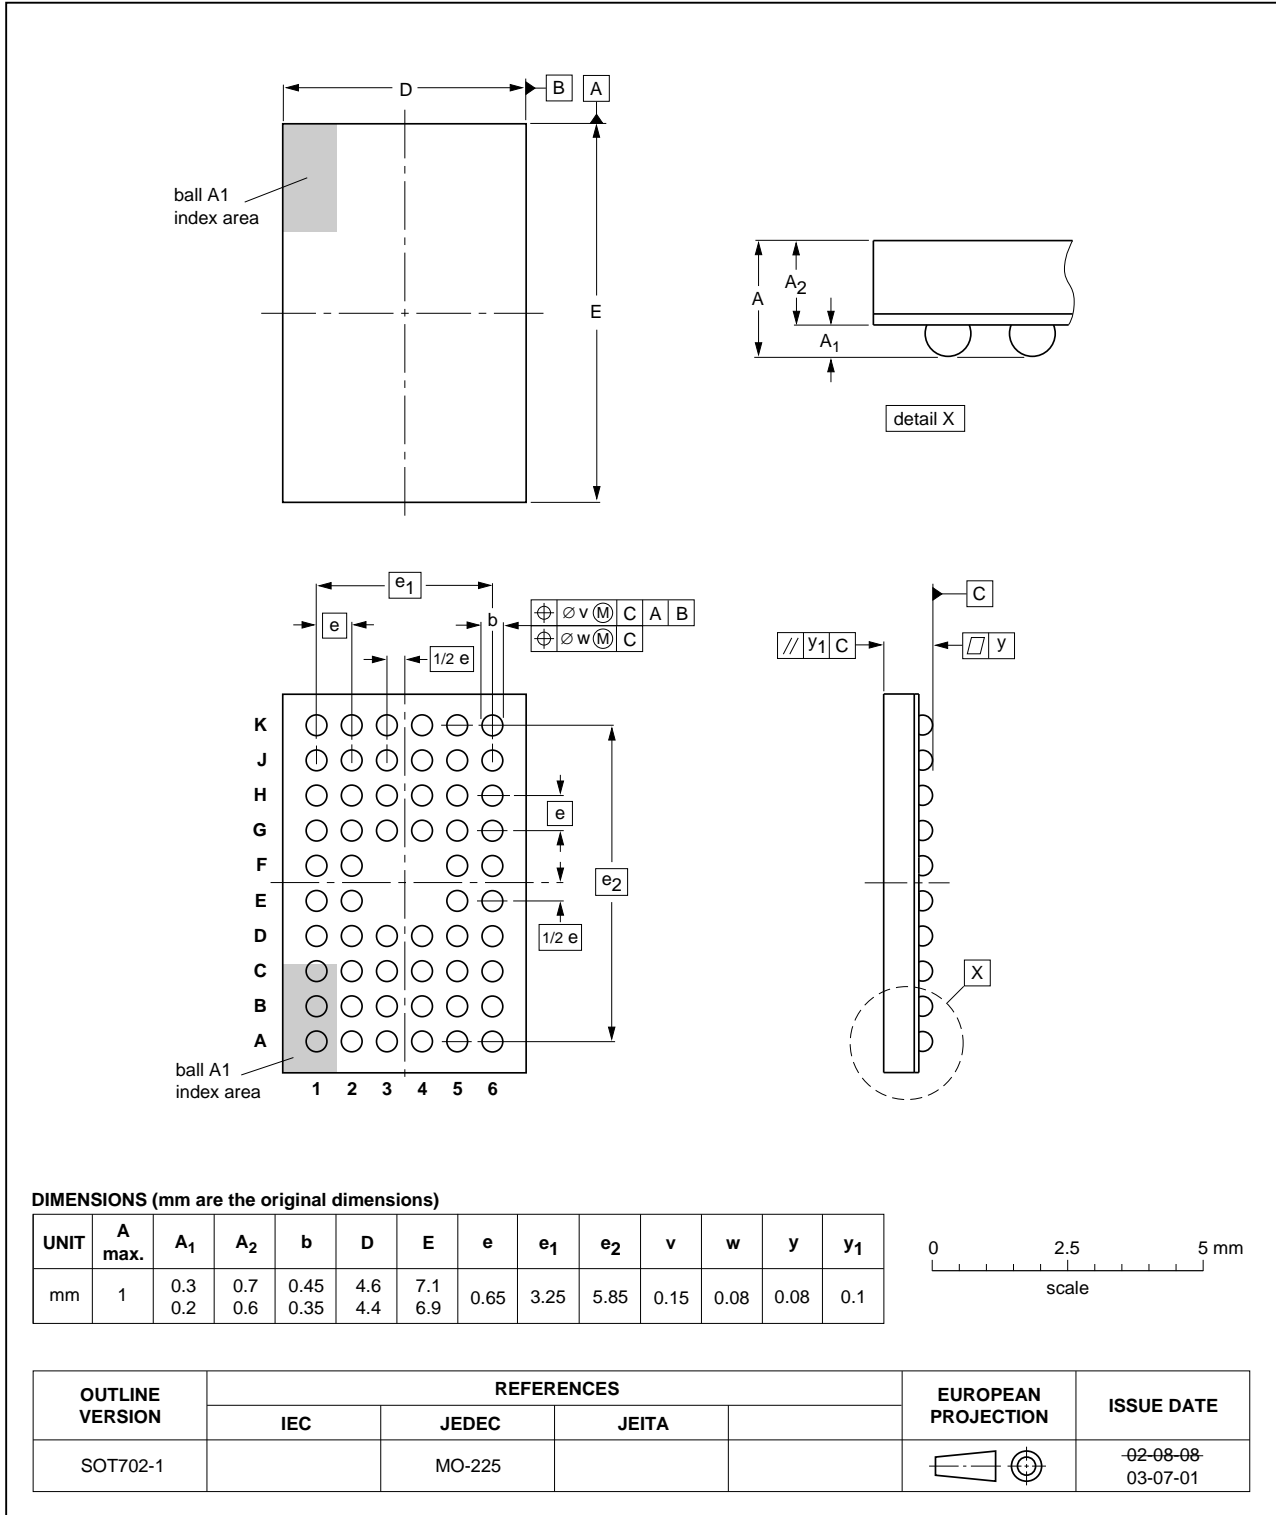 D
B
A
ball A1
index area
E
A
A2
A1
detail X
e1
e
b
⌖ ⌀ v Ⓜ C A B
⌖ ⌀ w Ⓜ C
1/2 e
C
// y1 C
⏥ y
K
J
H
G
F
E
D
C
B
A
e
e2
1/2 e
X
ball A1
index area
1 2 3 4 5 6
DIMENSIONS (mm are the original dimensions)
UNIT A max. A1 A2 b D E e e1 e2 v w y y1
mm 1 0.3 0.2 0.7 0.6 0.45 0.35 4.6 4.4 7.1 6.9 0.65 3.25 5.85 0.15 0.08 0.08 0.1
0 2.5 5 mm
scale
OUTLINE VERSION REFERENCES EUROPEAN PROJECTION ISSUE DATE
IEC JEDEC JEITA
SOT702-1 MO-225 02-08-08
03-07-01